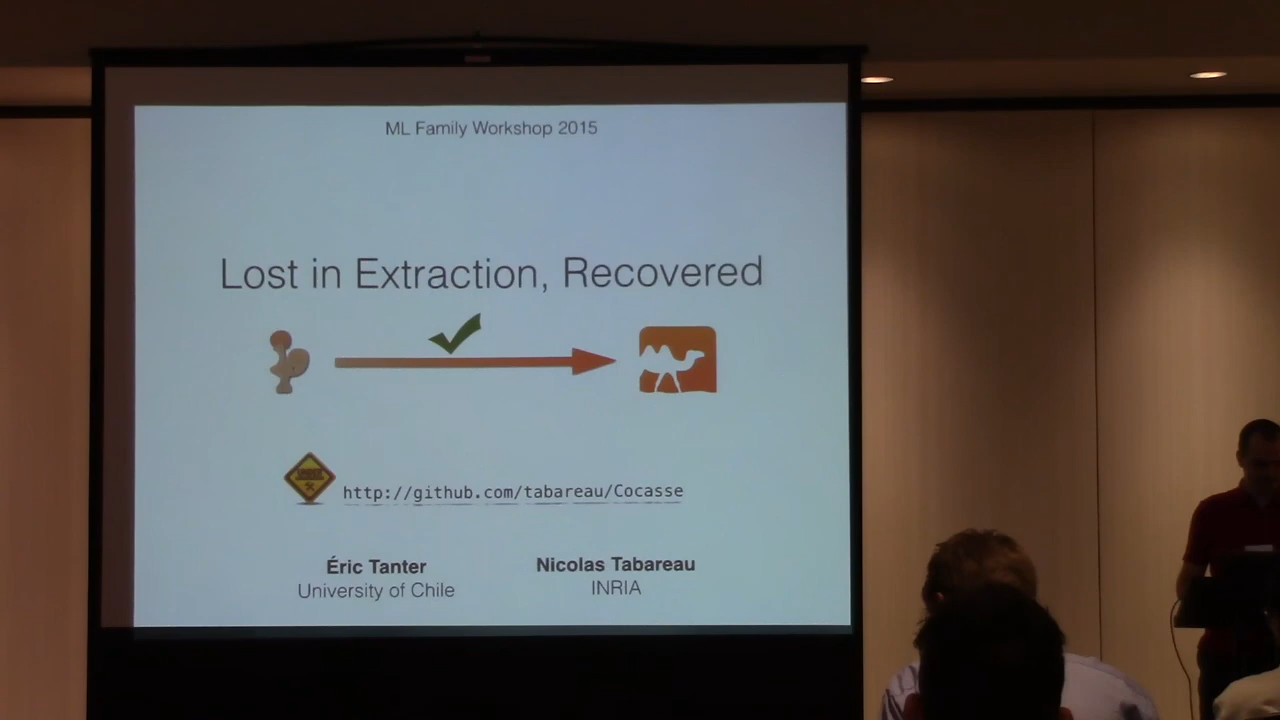 ML Family Workshop 2015
Lost in Extraction, Recovered
http://github.com/tabareau/Cocasse
Éric Tanter
Nicolas Tabareau
University of Chile
INRIA